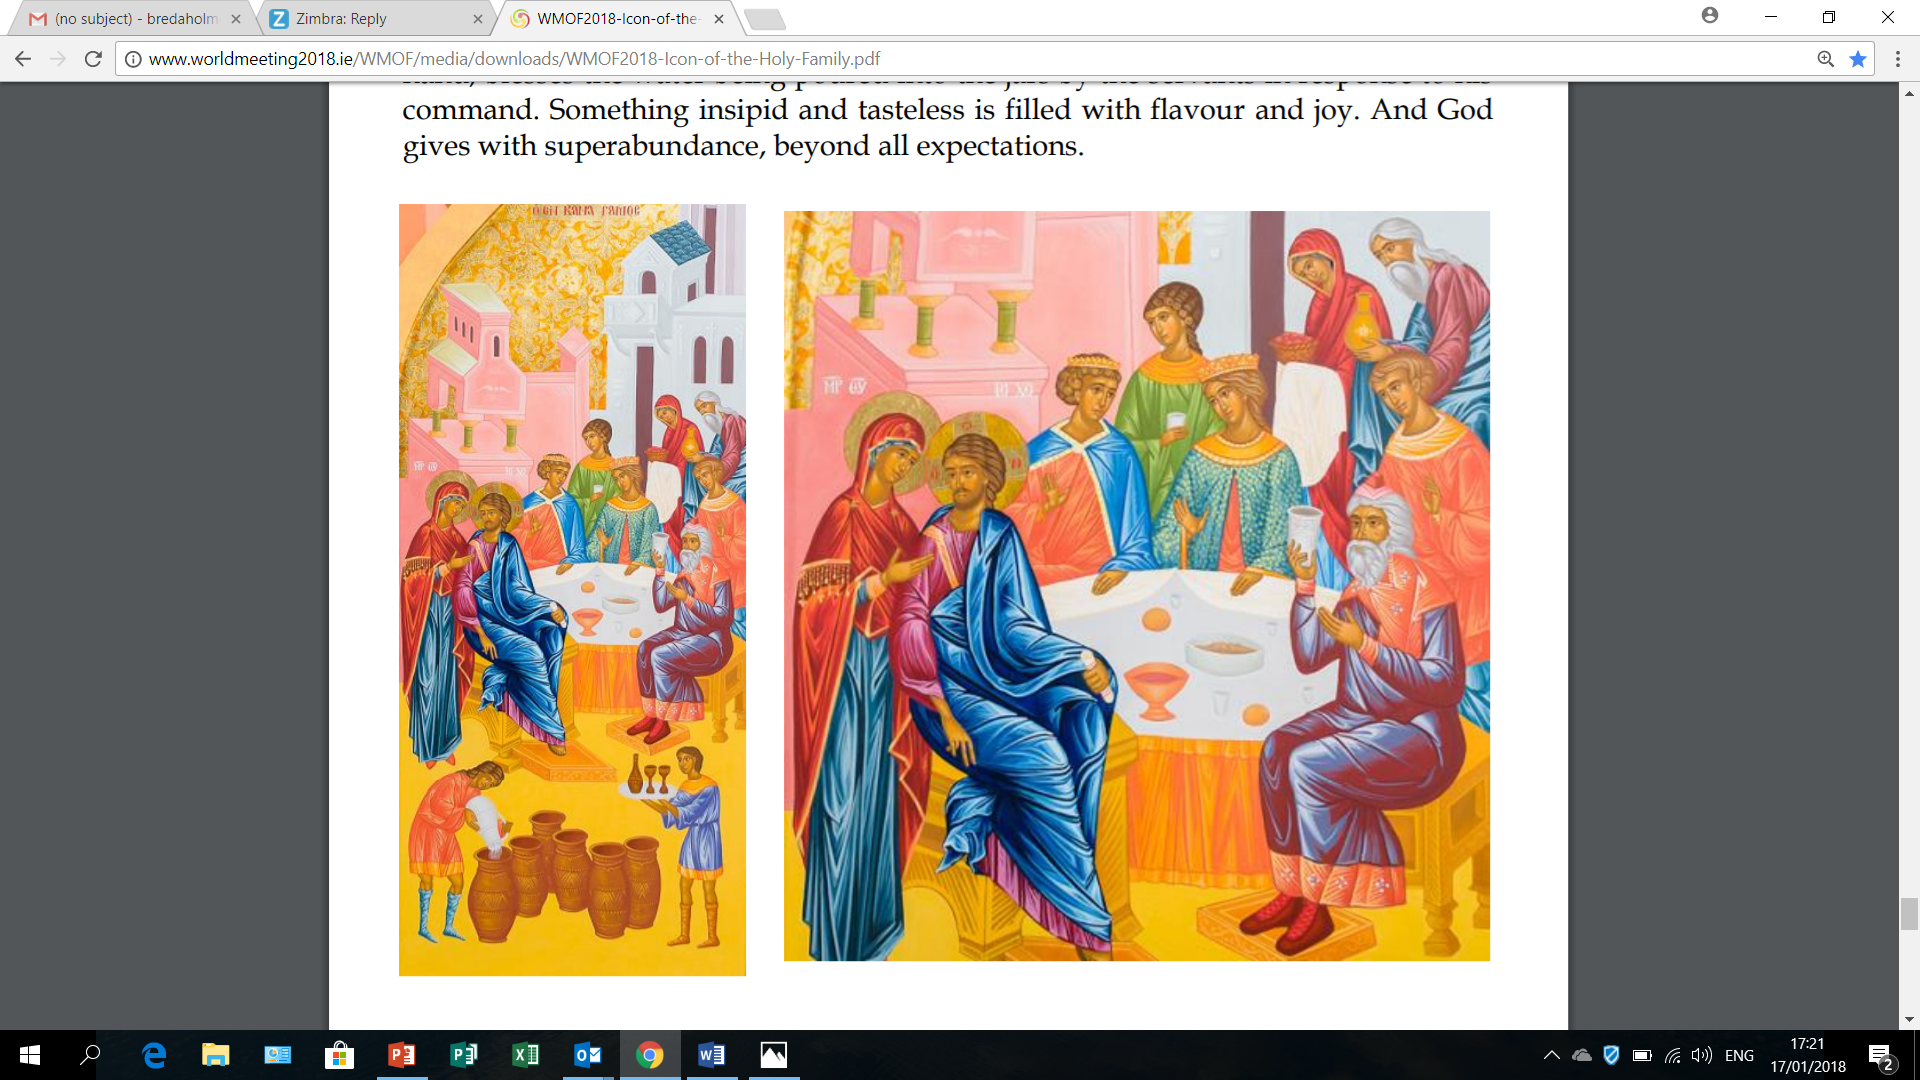 (no subject) - bredaholm
Zimbra: Reply
WMOF2018-Icon-of-the-
www.worldmeeting2018.ie/WMOF/media/downloads/WMOF2018-Icon-of-the-Holy-Family.pdf
command. Something insipid and tasteless is filled with flavour and joy. And God
gives with superabundance, beyond all expectations.
ENG
17:21
17/01/2018
2